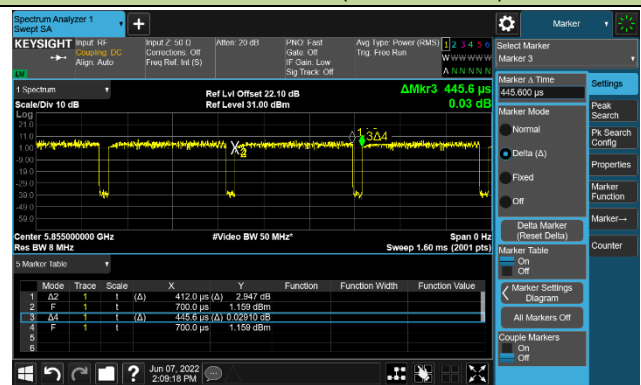 Spectrum Analyzer 1
Swept SA
Marker
KEYSIGHT Input: RF Input Z: 50 Ω Atten: 20 dB PNO: Fast Avg Type: Power (RMS) 1 2 3 4 5 6
Coupling: DC Corrections: Off Gate: Off Trig: Free Run
Align: Auto Freq Ref: Int (S) IF Gain: Low W W W W W W
Sig Track: Off A N N N N N
Select Marker
Marker 3
1 Spectrum Ref Lvl Offset 22.10 dB ΔMkr3 445.6 µs
Scale/Div 10 dB Ref Level 31.00 dBm 0.03 dB
Log
21.0
11.0
1.00
-9.00
-19.0
-29.0
-39.0
-49.0
-59.0
1 3Δ4
X2
Center 5.855000000 GHz #Video BW 50 MHz* Span 0 Hz
Res BW 8 MHz Sweep 1.60 ms (2001 pts)
5 Marker Table
Mode Trace Scale X Y Function Function Width Function Value
1 Δ2 1 t (Δ) 412.0 µs (Δ) 2.947 dB
2 F 1 t 700.0 µs 1.159 dBm
3 Δ4 1 t (Δ) 445.6 µs (Δ) 0.02910 dB
4 F 1 t 700.0 µs 1.159 dBm
5
6
Marker Δ Time
445.600 µs
Marker Mode
Normal
Delta (Δ)
Fixed
Off
Delta Marker
(Reset Delta)
Marker Table
On
Off
Marker Settings
Diagram
All Markers Off
Couple Markers
On
Off
Settings
Peak
Search
Pk Search
Config
Properties
Marker
Function
Marker→
Counter
Jun 07, 2022
2:09:18 PM